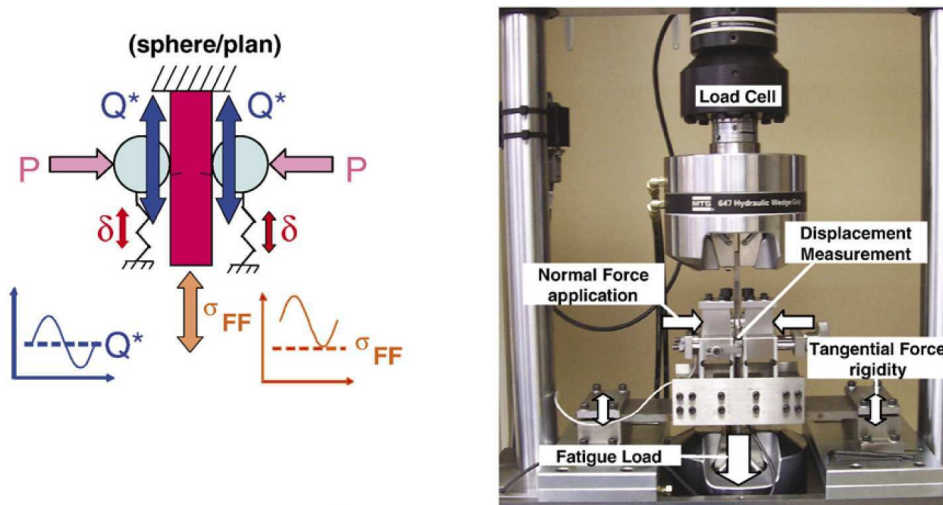 (sphere/plan)
Q*
Q*
P
P
δ
δ
σ FF
Q*
σ FF
Load Cell
MTS 647 Hydraulic Wedge Grip
Displacement
Measurement
Normal Force
application
Tangential Force
rigidity
Fatigue Load